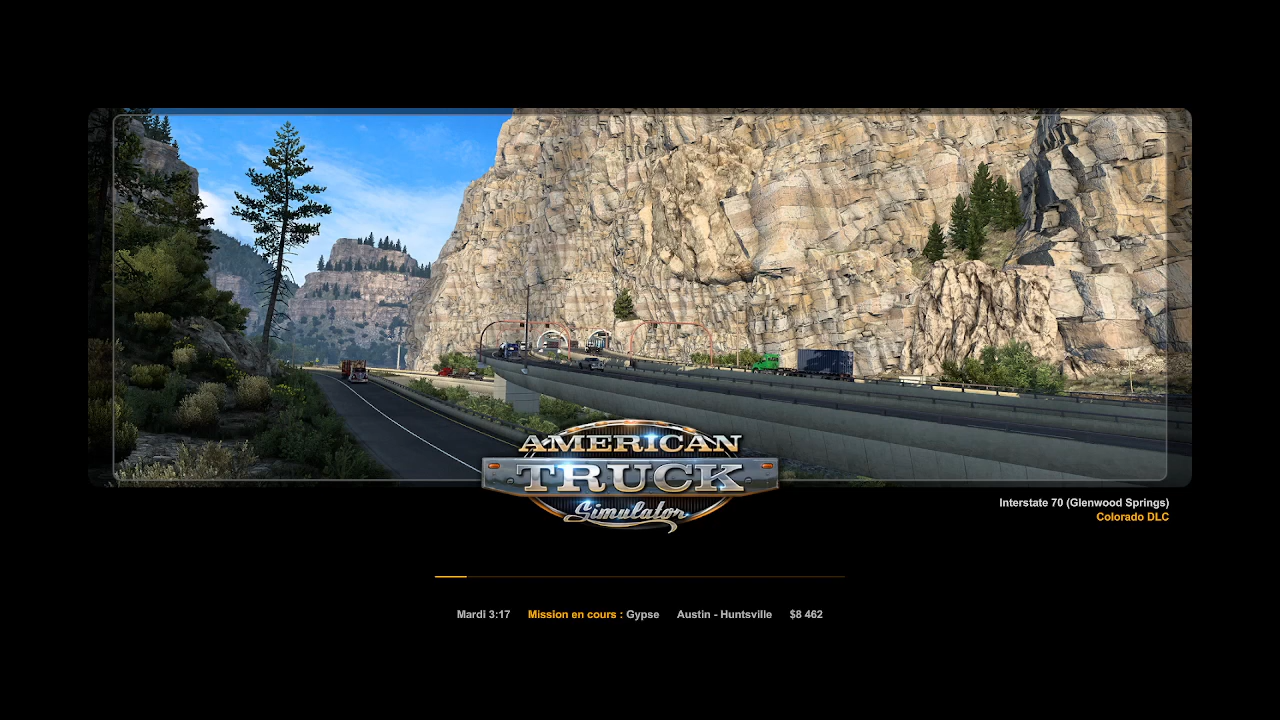 AMERICAN
TRUCK
Simulator
Interstate 70 (Glenwood Springs)
Colorado DLC
Mardi 3:17 Mission en cours : Gypse Austin - Huntsville $8 462